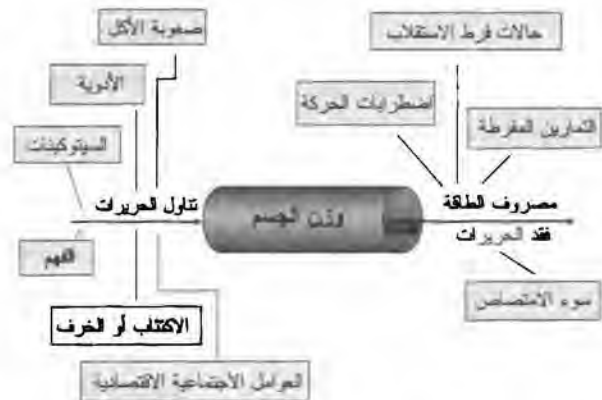 صعوبة الأكل
الأدوية
السيتوكينات
تناول الحريرات
القهم
الاكتئاب أو الخرف
العوامل الاجتماعية الاقتصادية
وزن الجسم
حالات فرط الاستقلاب
اضطرابات الحركة
التمارين المفرطة
مصروف الطاقة
فقد الحريرات
سوء الامتصاص